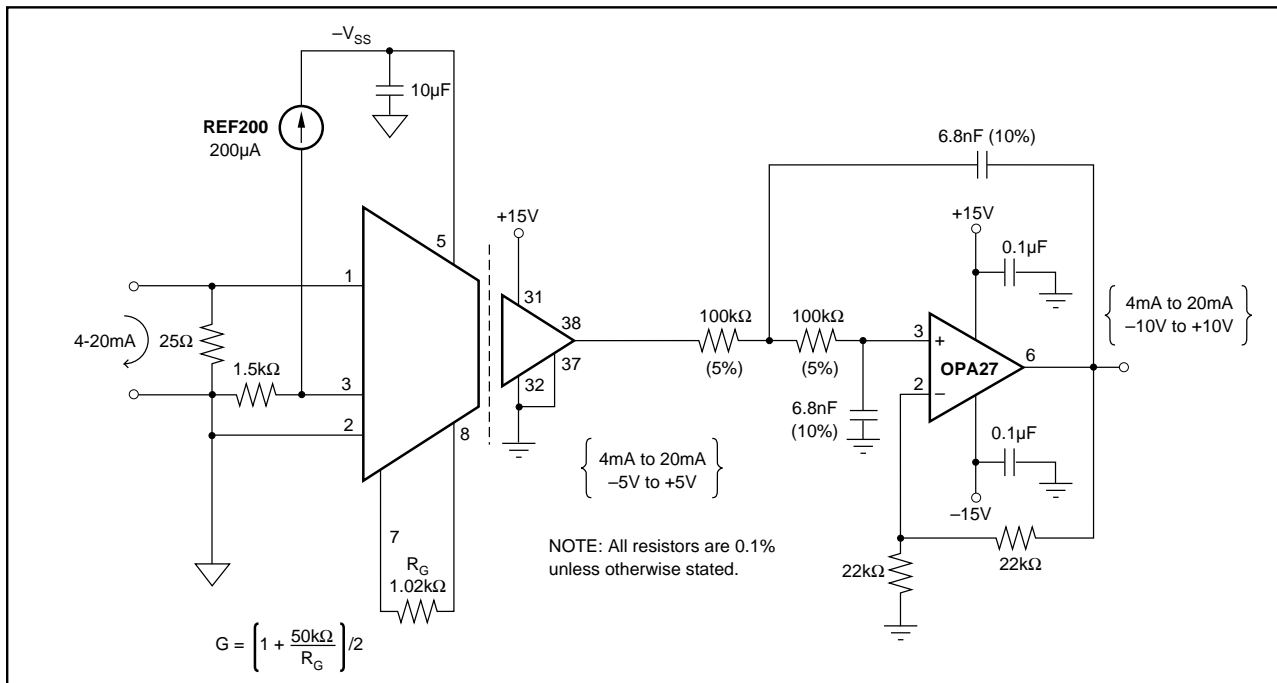 –VSS
10µF
REF200
200µA
6.8nF (10%)
+15V
+15V
0.1µF
5
1
31
4mA to 20mA
–10V to +10V
38
100kΩ
100kΩ
4-20mA
25Ω
3
+
6
37
(5%)
(5%)
OPA27
1.5kΩ
32
2
–
3
6.8nF
(10%)
2
8
0.1µF
4mA to 20mA
–5V to +5V
–15V
7
NOTE: All resistors are 0.1%
unless otherwise stated.
RG
1.02kΩ
22kΩ
22kΩ
G = [1 + 50kΩ/RG]/2